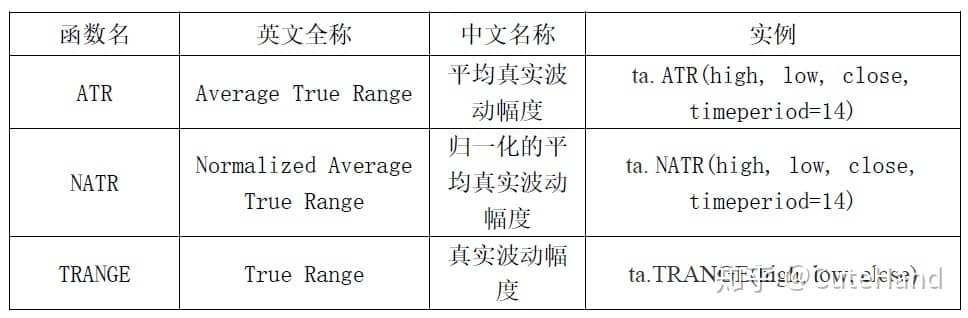 函数名 英文全称 中文名称 实例
ATR Average True Range 平均真实波
动幅度 ta.ATR(high, low, close,
timeperiod=14)
NATR Normalized Average
True Range 归一化的平
均真实波动
幅度 ta.NATR(high, low, close,
timeperiod=14)
TRANGE True Range 真实波动幅
度 ta.TRANGE(high,low,close)
知乎 @CuteHand